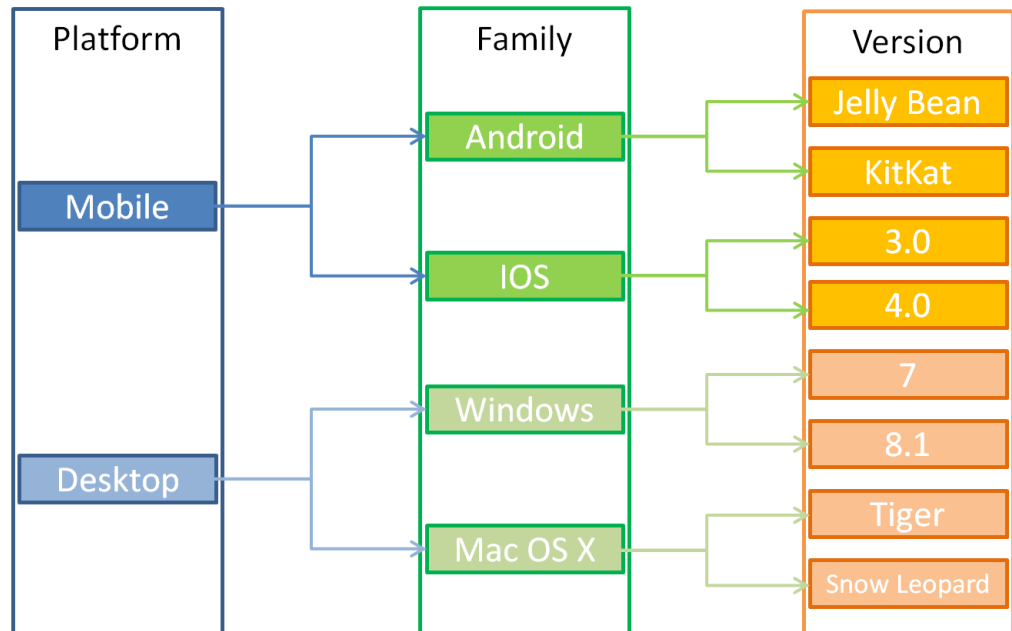 Platform
Mobile
Desktop
Family
Android
IOS
Windows
Mac OS X
Version
Jelly Bean
KitKat
3.0
4.0
7
8.1
Tiger
Snow Leopard